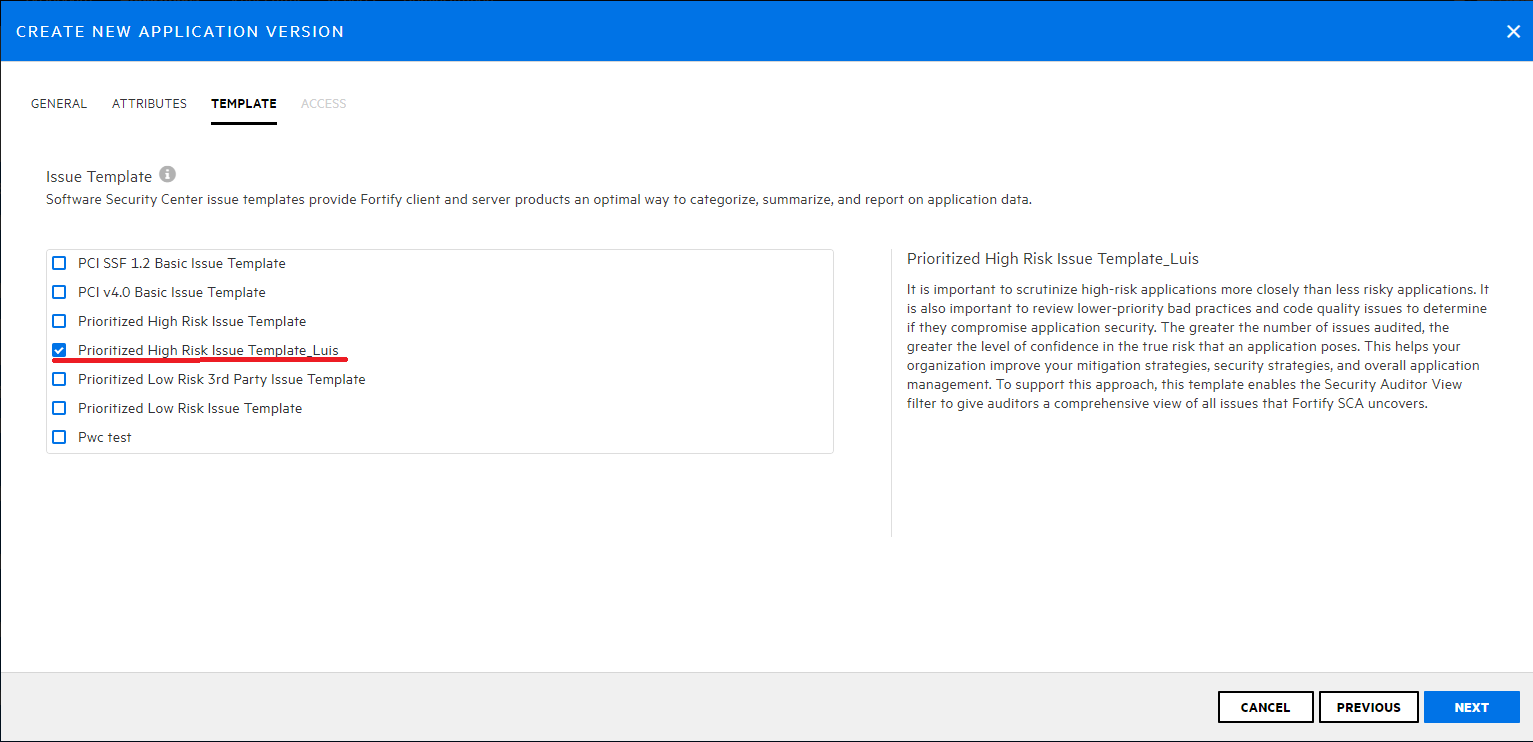 CREATE NEW APPLICATION VERSION
GENERAL ATTRIBUTES TEMPLATE ACCESS
Issue Template
Software Security Center issue templates provide Fortify client and server products an optimal way to categorize, summarize, and report on application data.
PCI SSF 1.2 Basic Issue Template
PCI v4.0 Basic Issue Template
Prioritized High Risk Issue Template
Prioritized High Risk Issue Template_Luis
Prioritized Low Risk 3rd Party Issue Template
Prioritized Low Risk Issue Template
Pwc test
Prioritized High Risk Issue Template_Luis
It is important to scrutinize high-risk applications more closely than less risky applications. It
is also important to review lower-priority bad practices and code quality issues to determine
if they compromise application security. The greater the number of issues audited, the
greater the level of confidence in the true risk that an application poses. This helps your
organization improve your mitigation strategies, security strategies, and overall application
management. To support this approach, this template enables the Security Auditor View
filter to give auditors a comprehensive view of all issues that Fortify SCA uncovers.
CANCEL PREVIOUS NEXT